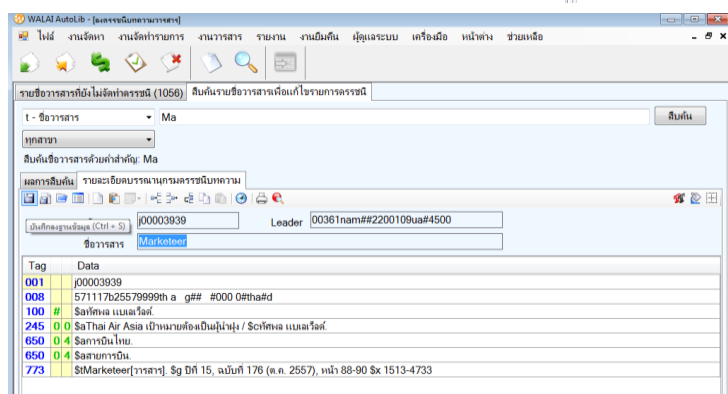 WALAI AutoLib - [ลงดรรชนีบทความวารสาร]
ไฟล์ งานจัดหา งานจัดทำรายการ งานวารสาร รายงาน งานยืมคืน ผู้ดูแลระบบ เครื่องมือ หน้าต่าง ช่วยเหลือ
รายชื่อวารสารที่ยังไม่จัดทำดรรชนี (1056) สืบค้นรายชื่อวารสารเพื่อแก้ไขรายการดรรชนี
t - ชื่อวารสาร Ma สืบค้น
ทุกสาขา
สืบค้นชื่อวารสารด้วยคำสำคัญ: Ma
ผลการสืบค้น รายละเอียดบรรณานุกรมดรรชนีบทความ
บันทึกลงฐานข้อมูล (Ctrl + S) j00003939 Leader 00361nam##2200109ua#4500
ชื่อวารสาร Marketeer
Tag Data
001 j00003939
008 571117b25579999th a g## #000 0#tha#d
100 # $aทัศพล แบเลเว็ลด์.
245 0 0 $aThai Air Asia เป้าหมายต้องเป็นผู้นำฝูง / $cทัศพล แบเลเว็ลด์.
650 0 4 $aการบินไทย.
650 0 4 $aสายการบิน.
773 $tMarketeer[วารสาร]. $g ปีที่ 15, ฉบับที่ 176 (ต.ค. 2557), หน้า 88-90 $x 1513-4733